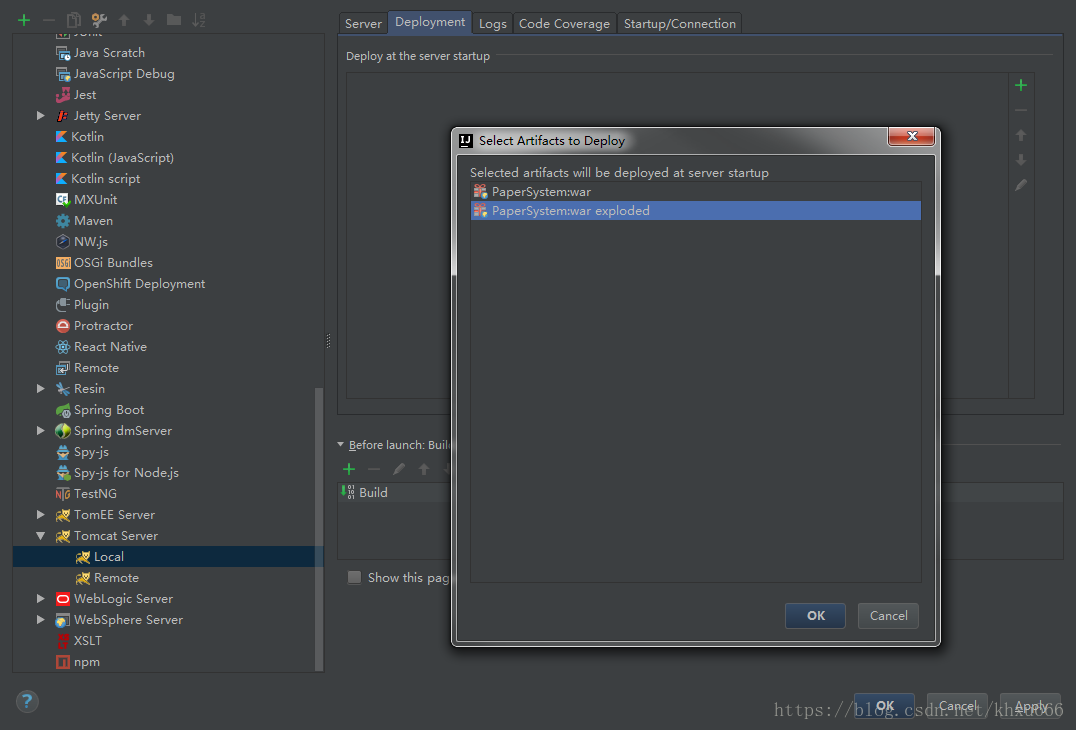 Server
Deployment
Logs
Code Coverage
Startup/Connection
Deploy at the server startup
JUnit
Java Scratch
JavaScript Debug
Jest
Jetty Server
Kotlin
Kotlin (JavaScript)
Kotlin script
MXUnit
Maven
NW.js
OSGi Bundles
OpenShift Deployment
Plugin
Protractor
React Native
Remote
Resin
Spring Boot
Spring dmServer
Spy-js
Spy-js for Node.js
TestNG
TomEE Server
Tomcat Server
Local
Remote
WebLogic Server
WebSphere Server
XSLT
npm
Select Artifacts to Deploy
Selected artifacts will be deployed at server startup
PaperSystem:war
PaperSystem:war exploded
OK
Cancel
Before launch: Buil
Build
Show this pag
OK
Cancel
Apply
https://blog.csdn.net/khxu666